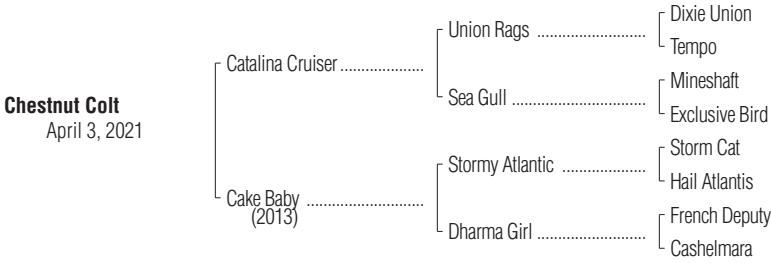 Dixie Union
Union Rags ..............................
Tempo
Catalina Cruiser .......................
Mineshaft
Sea Gull .....................................
Exclusive Bird
Chestnut Colt
April 3, 2021
Storm Cat
Stormy Atlantic .......................
Hail Atlantis
Cake Baby ................................
(2013)
French Deputy
Dharma Girl ..............................
Cashelmara